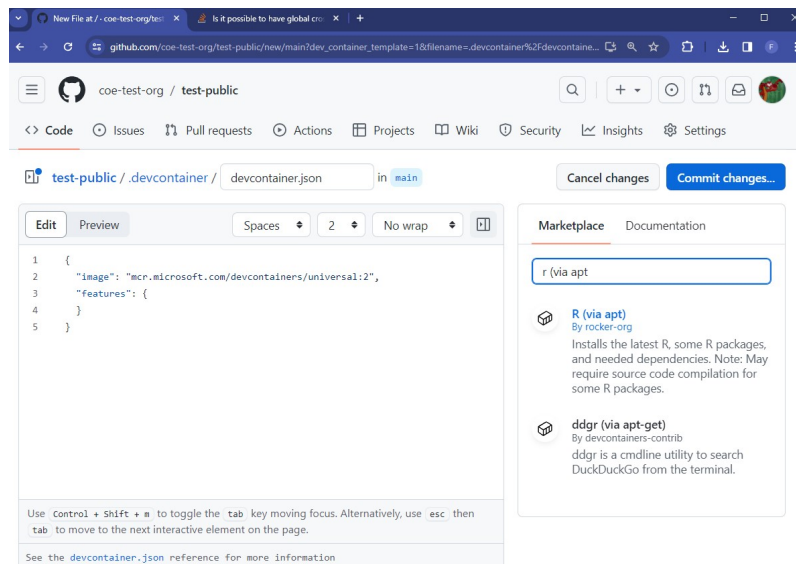 New File at / - coe-test-org/test
Is it possible to have global cro
github.com/coe-test-org/test-public/new/main?dev_container_template=1&filename=.devcontainer%2Fdevcontaine...
F
coe-test-org / test-public
Code Issues Pull requests Actions Projects Wiki Security Insights Settings
test-public / .devcontainer / devcontainer.json in main Cancel changes Commit changes...
Edit Preview Spaces 2 No wrap
1 {
2 "image": "mcr.microsoft.com/devcontainers/universal:2",
3 "features": {
4 }
5 }
Use Control + Shift + m to toggle the tab key moving focus. Alternatively, use esc then
tab to move to the next interactive element on the page.
See the devcontainer.json reference for more information
Marketplace Documentation
r (via apt
R (via apt)
By rocker-org
Installs the latest R, some R packages,
and needed dependencies. Note: May
require source code compilation for
some R packages.
ddgr (via apt-get)
By devcontainers-contrib
ddgr is a cmdline utility to search
DuckDuckGo from the terminal.